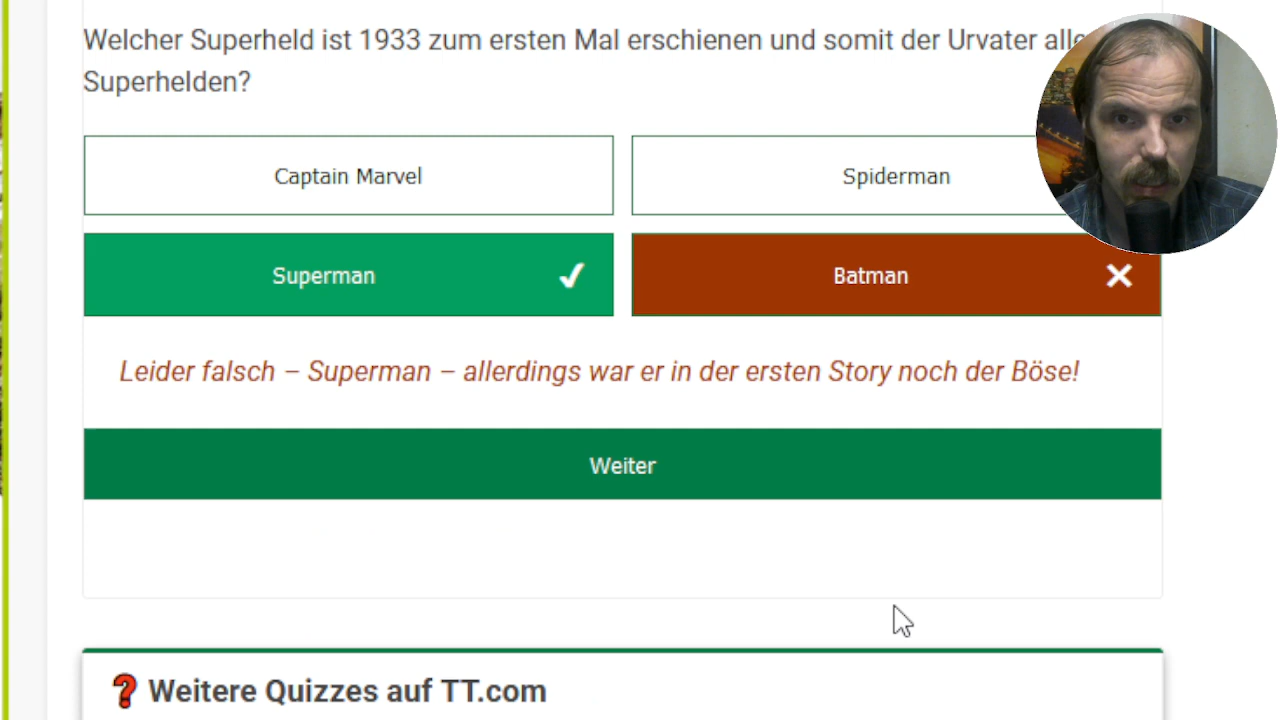 Welcher Superheld ist 1933 zum ersten Mal erschienen und somit der Urvater
Superhelden?
Captain Marvel
Spiderman
Superman
Batman
Leider falsch – Superman – allerdings war er in der ersten Story noch der Böse!
Weiter
Weitere Quizzes auf TT.com